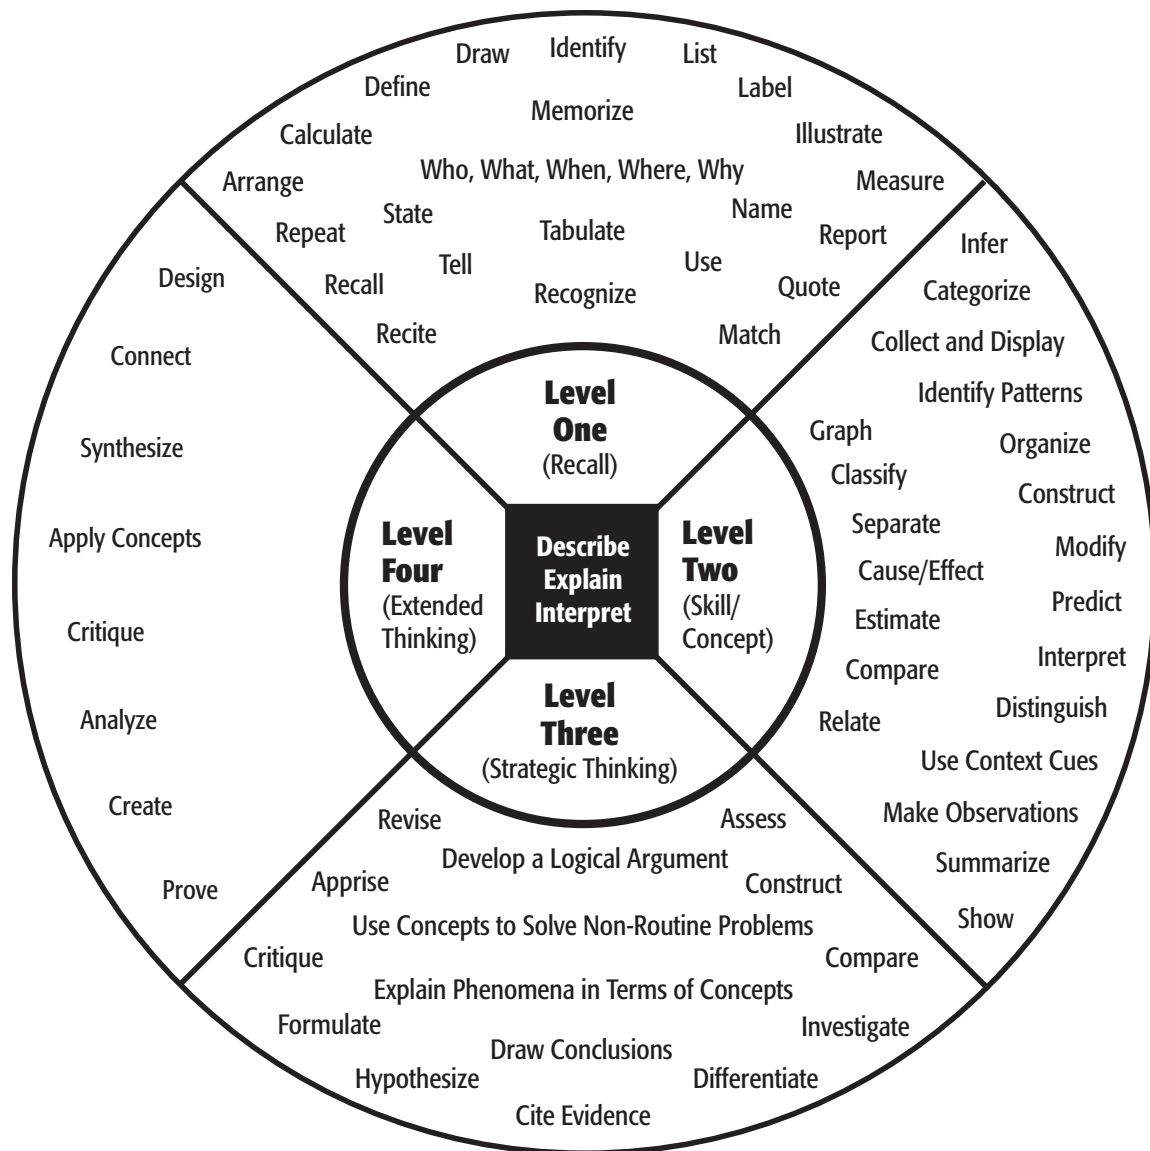 Draw
Identify
List
Define
Label
Memorize
Calculate
Illustrate
Who, What, When, Where, Why
Arrange
Measure
State
Name
Repeat
Tabulate
Report
Tell
Use
Recall
Recognize
Quote
Recite
Match
Level
One
(Recall)
Infer
Categorize
Collect and Display
Identify Patterns
Graph
Organize
Classify
Construct
Separate
Modify
Cause/Effect
Predict
Estimate
Interpret
Compare
Distinguish
Relate
Use Context Cues
Make Observations
Summarize
Show
Level
Two
(Skill/
Concept)
Describe
Explain
Interpret
Level
Three
(Strategic Thinking)
Revise
Assess
Develop a Logical Argument
Apprise
Construct
Use Concepts to Solve Non-Routine Problems
Critique
Compare
Explain Phenomena in Terms of Concepts
Formulate
Investigate
Draw Conclusions
Hypothesize
Differentiate
Cite Evidence
Level
Four
(Extended
Thinking)
Design
Connect
Synthesize
Apply Concepts
Critique
Analyze
Create
Prove